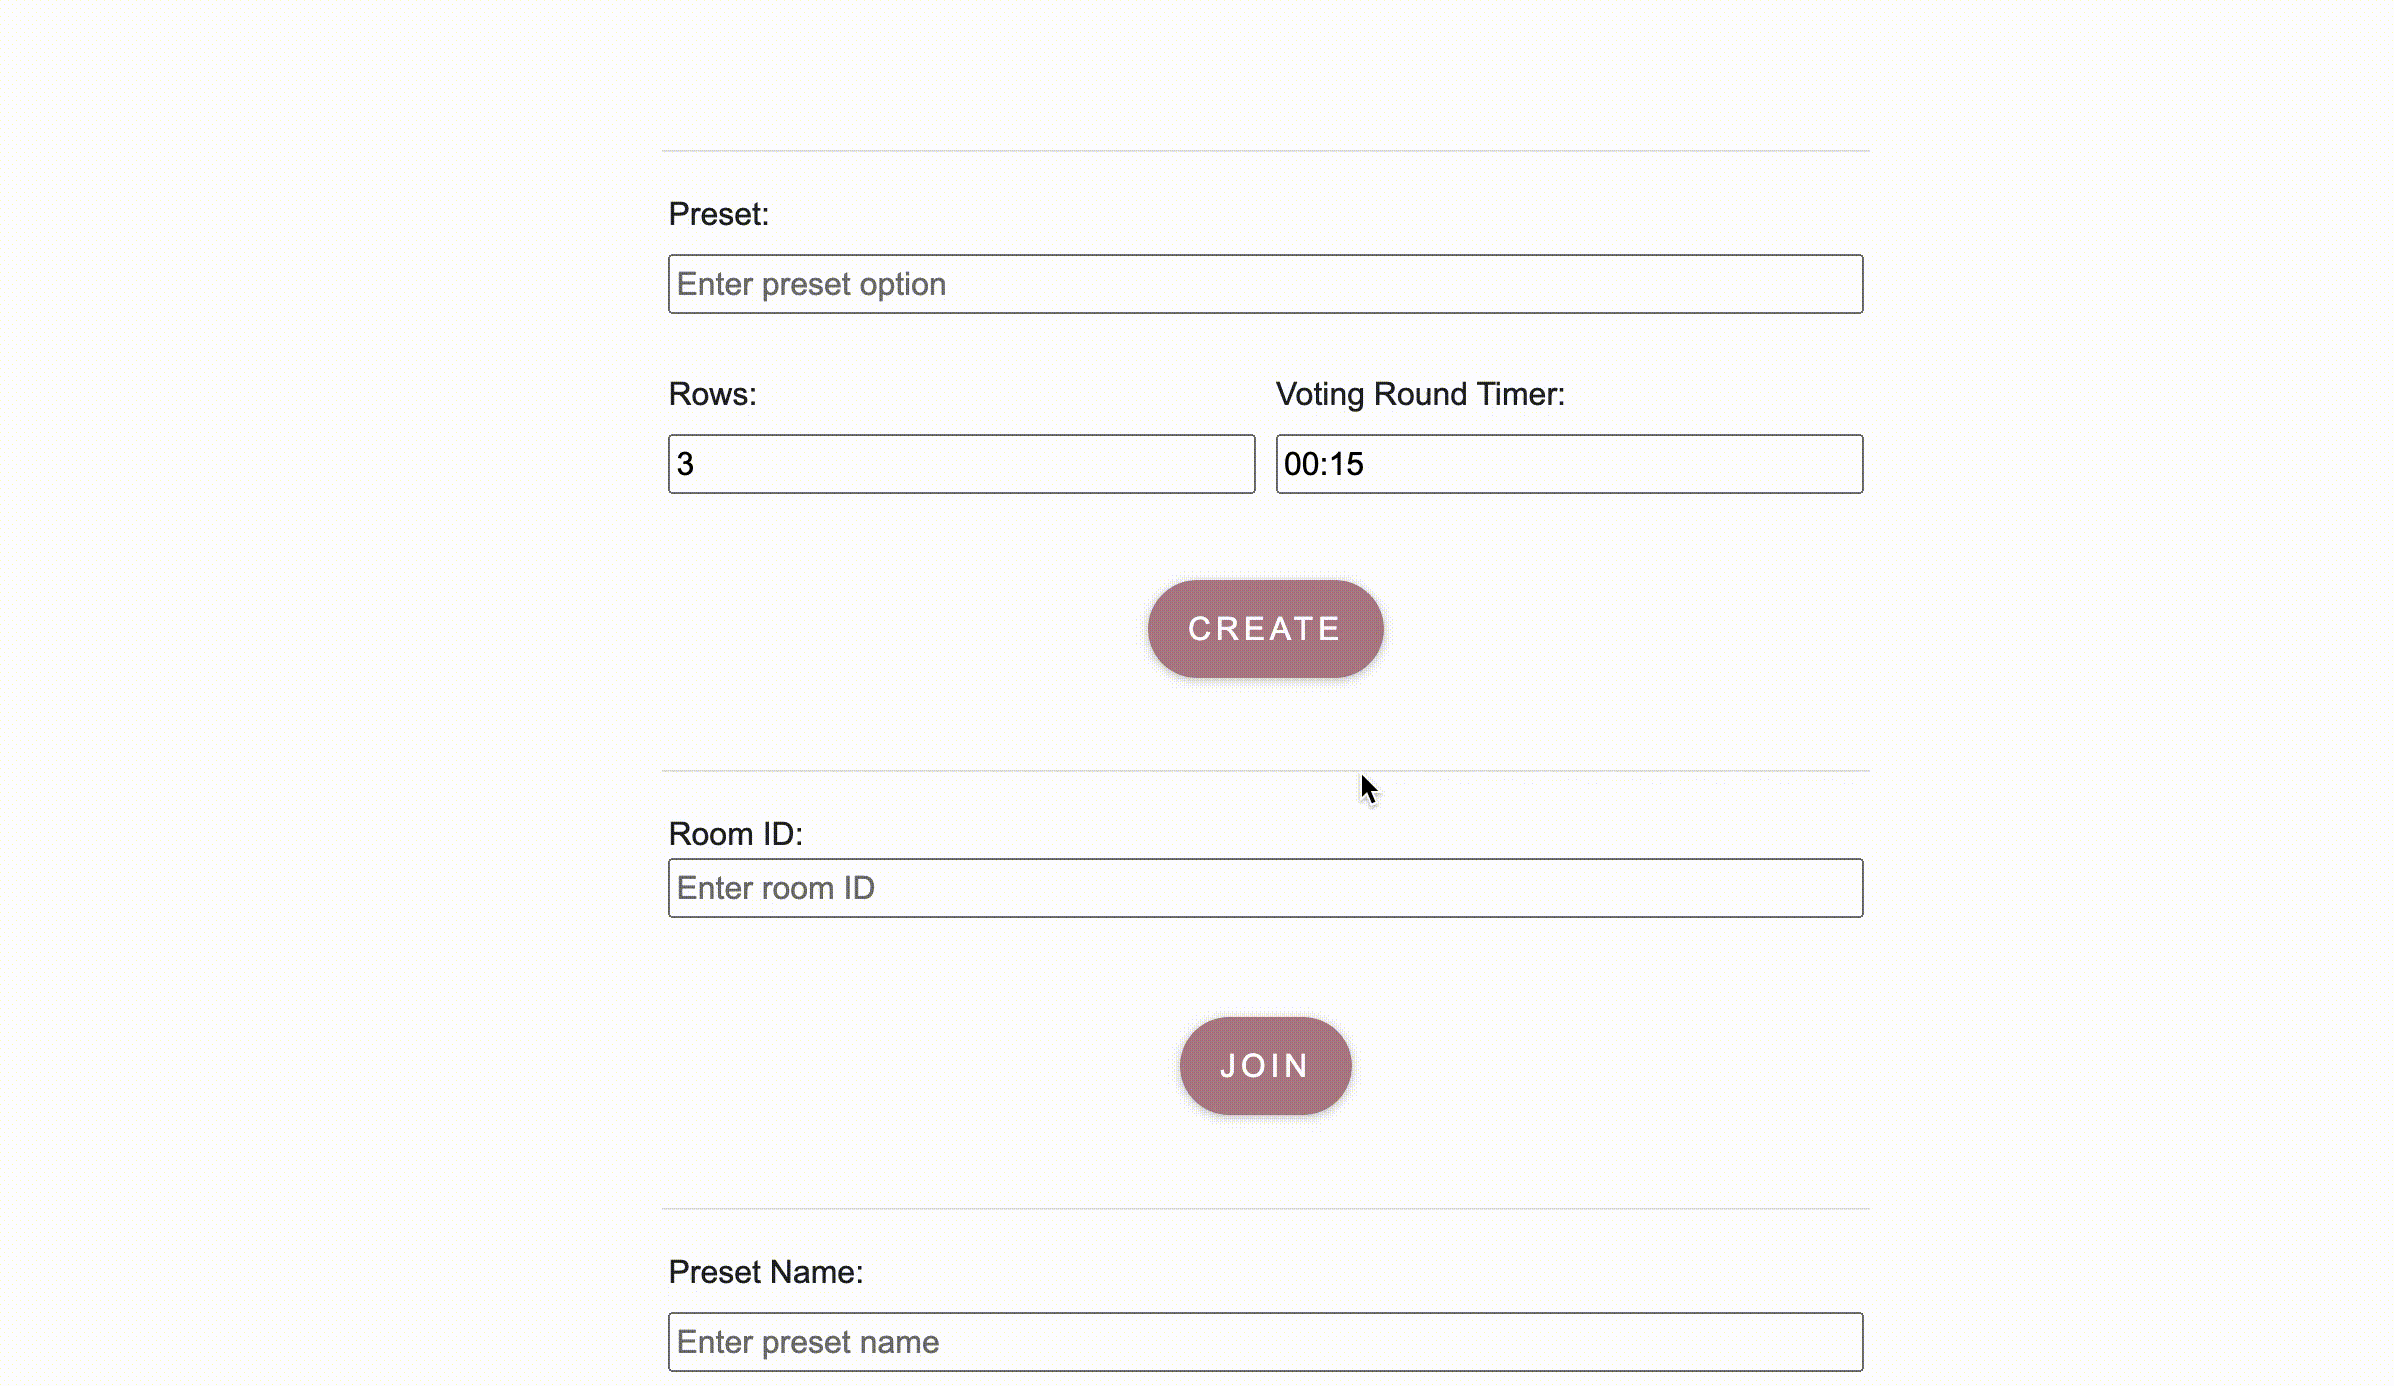 Preset:
Enter preset option
Rows: Voting Round Timer:
3 00:15
CREATE
Room ID:
Enter room ID
JOIN
Preset Name:
Enter preset name